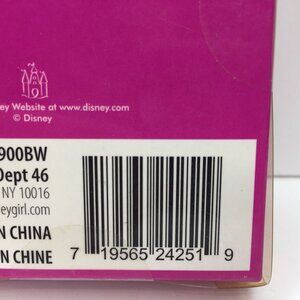 ey Website at www.disney.com
© Disney
900BW
Dept 46
NY 10016
eygirl.com
N CHINA
N CHINE
7 19565 24251 9